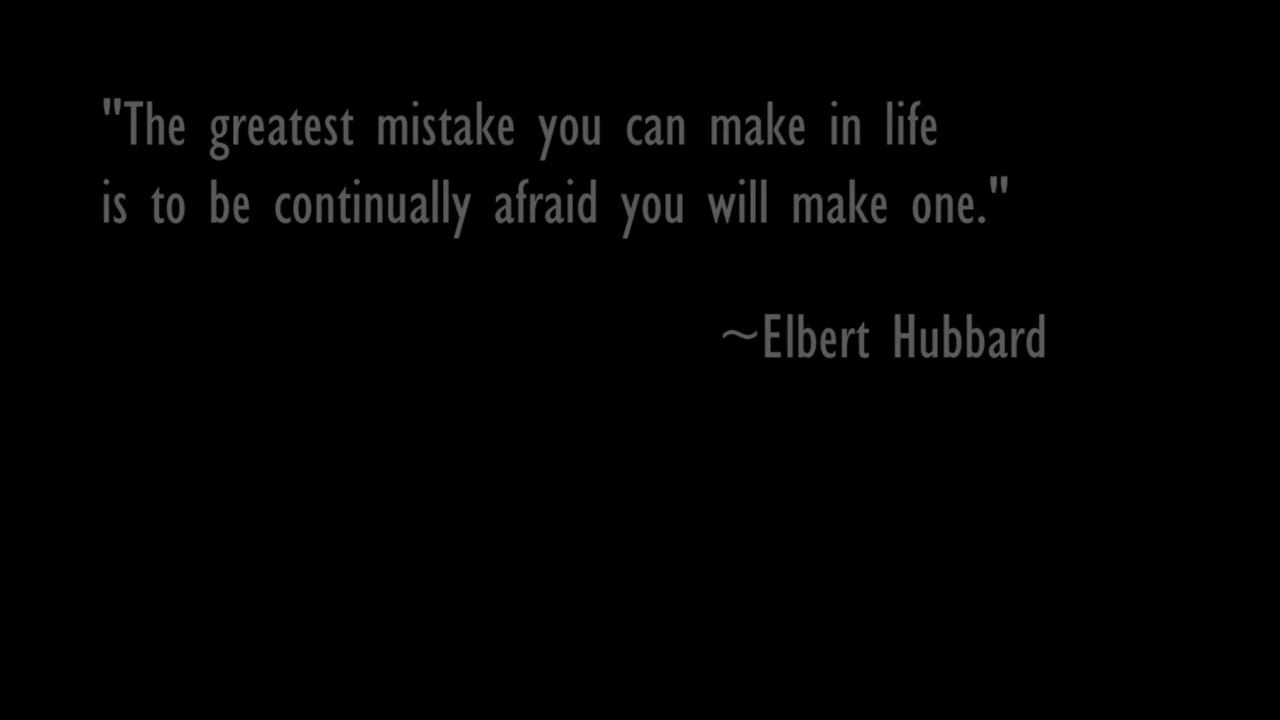 "The greatest mistake you can make in life
is to be continually afraid you will make one."
~Elbert Hubbard